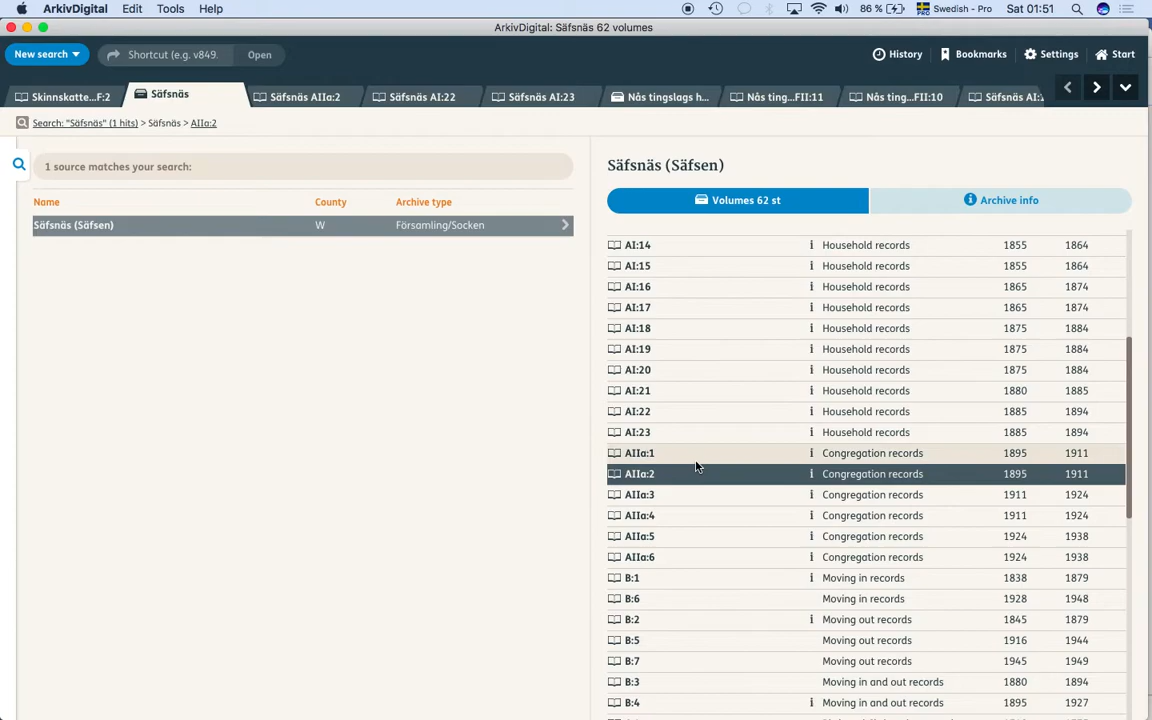 ArkivDigital Edit Tools Help 86 % Swedish - Pro Sat 01:51
ArkivDigital: Säfsnäs 62 volumes
New search Shortcut (e.g. v849. Open History Bookmarks Settings Start
Skinnskatte...F:2 Säfsnäs Säfsnäs AIIa:2 Säfsnäs AI:22 Säfsnäs AI:23 Nås tingslags h... Nås ting...FII:11 Nås ting...FII:10 Säfsnäs AI:1
Search: "Säfsnäs" (1 hits) > Säfsnäs > AIIa:2
1 source matches your search:
Name County Archive type
Säfsnäs (Säfsen) W Församling/Socken
Säfsnäs (Säfsen)
Volumes 62 st Archive info
AI:14 i Household records 1855 1864
AI:15 i Household records 1855 1864
AI:16 i Household records 1865 1874
AI:17 i Household records 1865 1874
AI:18 i Household records 1875 1884
AI:19 i Household records 1875 1884
AI:20 i Household records 1875 1884
AI:21 i Household records 1880 1885
AI:22 i Household records 1885 1894
AI:23 i Household records 1885 1894
AIIa:1 i Congregation records 1895 1911
AIIa:2 i Congregation records 1895 1911
AIIa:3 i Congregation records 1911 1924
AIIa:4 i Congregation records 1911 1924
AIIa:5 i Congregation records 1924 1938
AIIa:6 i Congregation records 1924 1938
B:1 i Moving in records 1838 1879
B:6 Moving in records 1928 1948
B:2 i Moving out records 1845 1879
B:5 Moving out records 1916 1944
B:7 Moving out records 1945 1949
B:3 Moving in and out records 1880 1894
B:4 i Moving in and out records 1895 1927